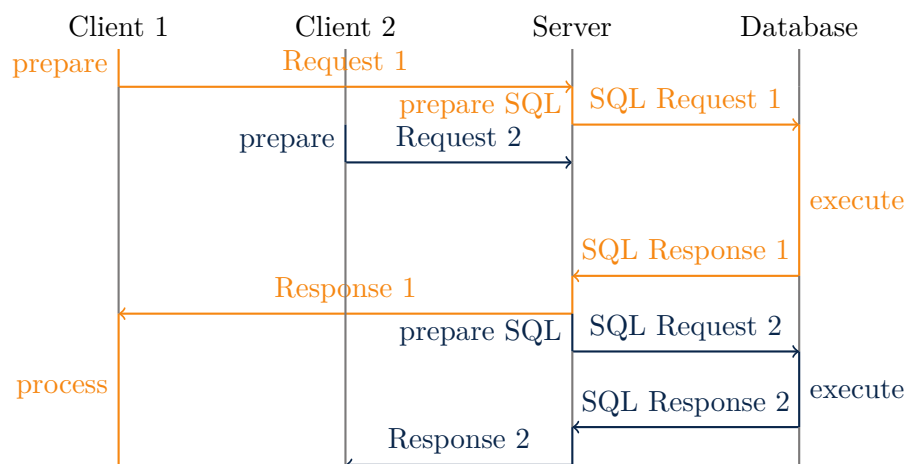 Client 1
Client 2
Server
Database
prepare
Request 1
prepare SQL
SQL Request 1
prepare
Request 2
execute
SQL Response 1
Response 1
prepare SQL
SQL Request 2
process
execute
SQL Response 2
Response 2